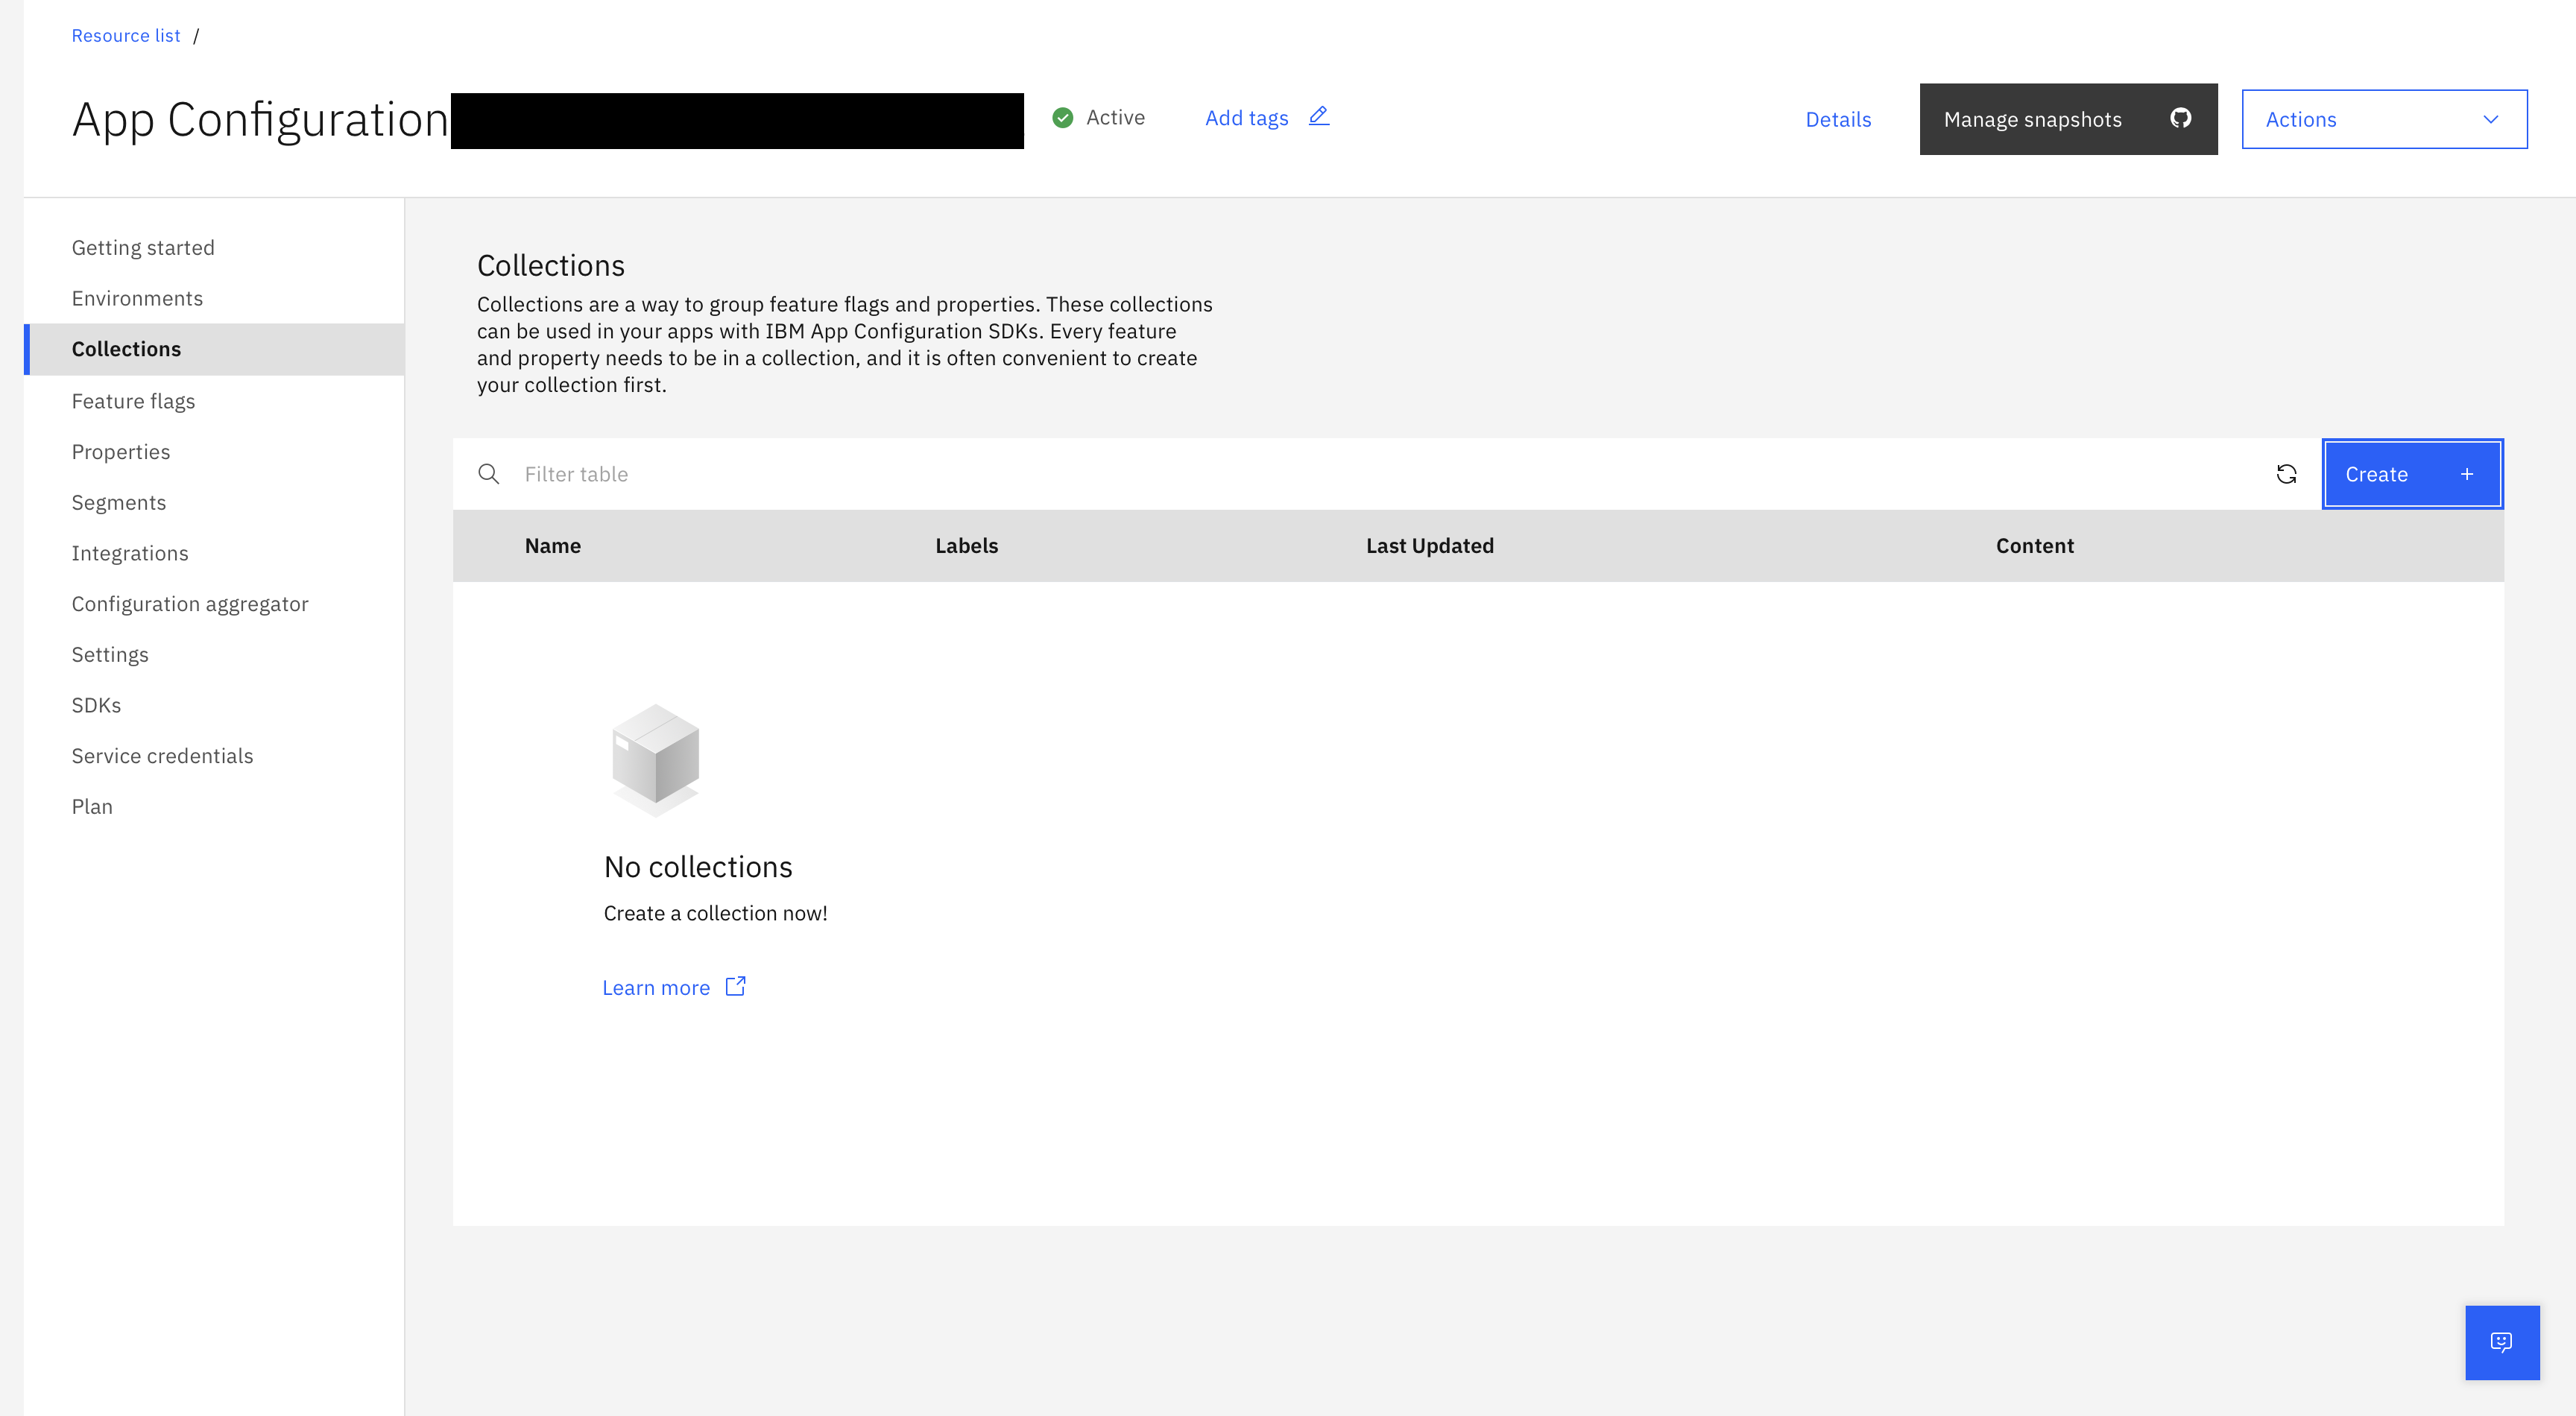 Resource list /
App Configuration
Active
Add tags
Details
Manage snapshots
Actions
Getting started
Environments
Collections
Feature flags
Properties
Segments
Integrations
Configuration aggregator
Settings
SDKs
Service credentials
Plan
Collections
Collections are a way to group feature flags and properties. These collections
can be used in your apps with IBM App Configuration SDKs. Every feature
and property needs to be in a collection, and it is often convenient to create
your collection first.
Filter table
Create +
Name Labels Last Updated Content
No collections
Create a collection now!
Learn more